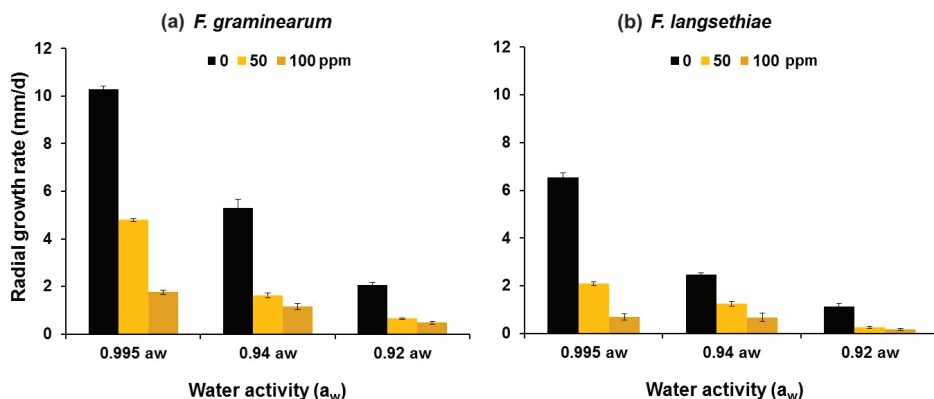 (a) F. graminearum
0 50 100 ppm
Radial growth rate (mm/d)
12
10
8
6
4
2
0
0.995 aw 0.94 aw 0.92 aw
Water activity (aw)
(b) F. langsethiae
0 50 100 ppm
12
10
8
6
4
2
0
0.995 aw 0.94 aw 0.92 aw
Water activity (aw)